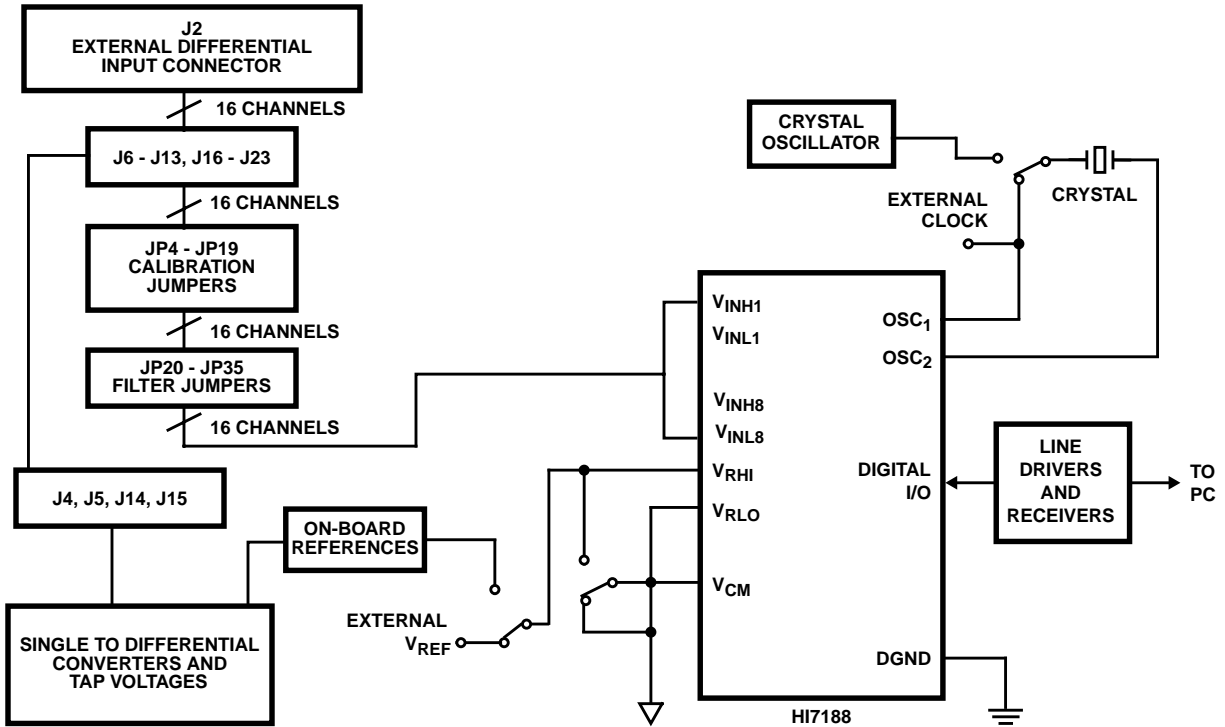 J2
EXTERNAL DIFFERENTIAL
INPUT CONNECTOR
16 CHANNELS
J6 - J13, J16 - J23
16 CHANNELS
JP4 - JP19
CALIBRATION
JUMPERS
16 CHANNELS
JP20 - JP35
FILTER JUMPERS
16 CHANNELS
J4, J5, J14, J15
SINGLE TO DIFFERENTIAL
CONVERTERS AND
TAP VOLTAGES
ON-BOARD
REFERENCES
EXTERNAL
VREF
CRYSTAL
OSCILLATOR
EXTERNAL
CLOCK
CRYSTAL
VINH1
VINL1
VINH8
VINL8
VRHI
VRLO
VCM
OSC1
OSC2
DIGITAL
I/O
DGND
HI7188
LINE
DRIVERS
AND
RECEIVERS
TO
PC